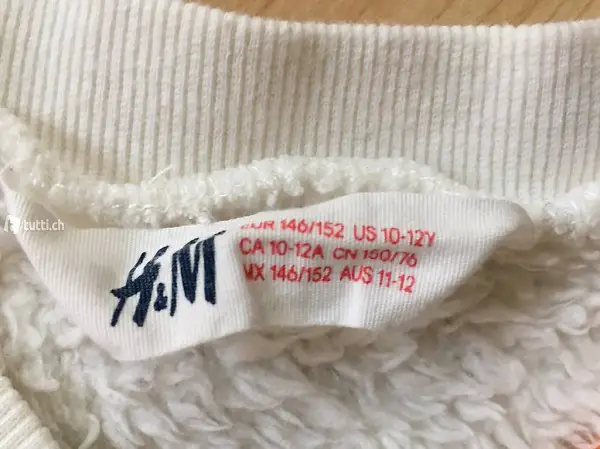 tutti.ch
H&M
EUR 146/152 US 10-12Y
CA 10-12A CN 150/76
MX 146/152 AUS 11-12